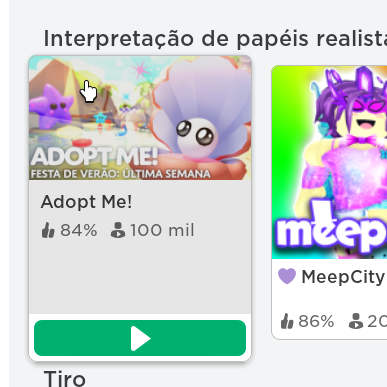 Interpretação de papéis realist
ADOPT ME!
FESTA DE VERÃO: ÚLTIMA SEMANA
Adopt Me!
84% 100 mil
meep
MeepCity
86% 20
Tiro